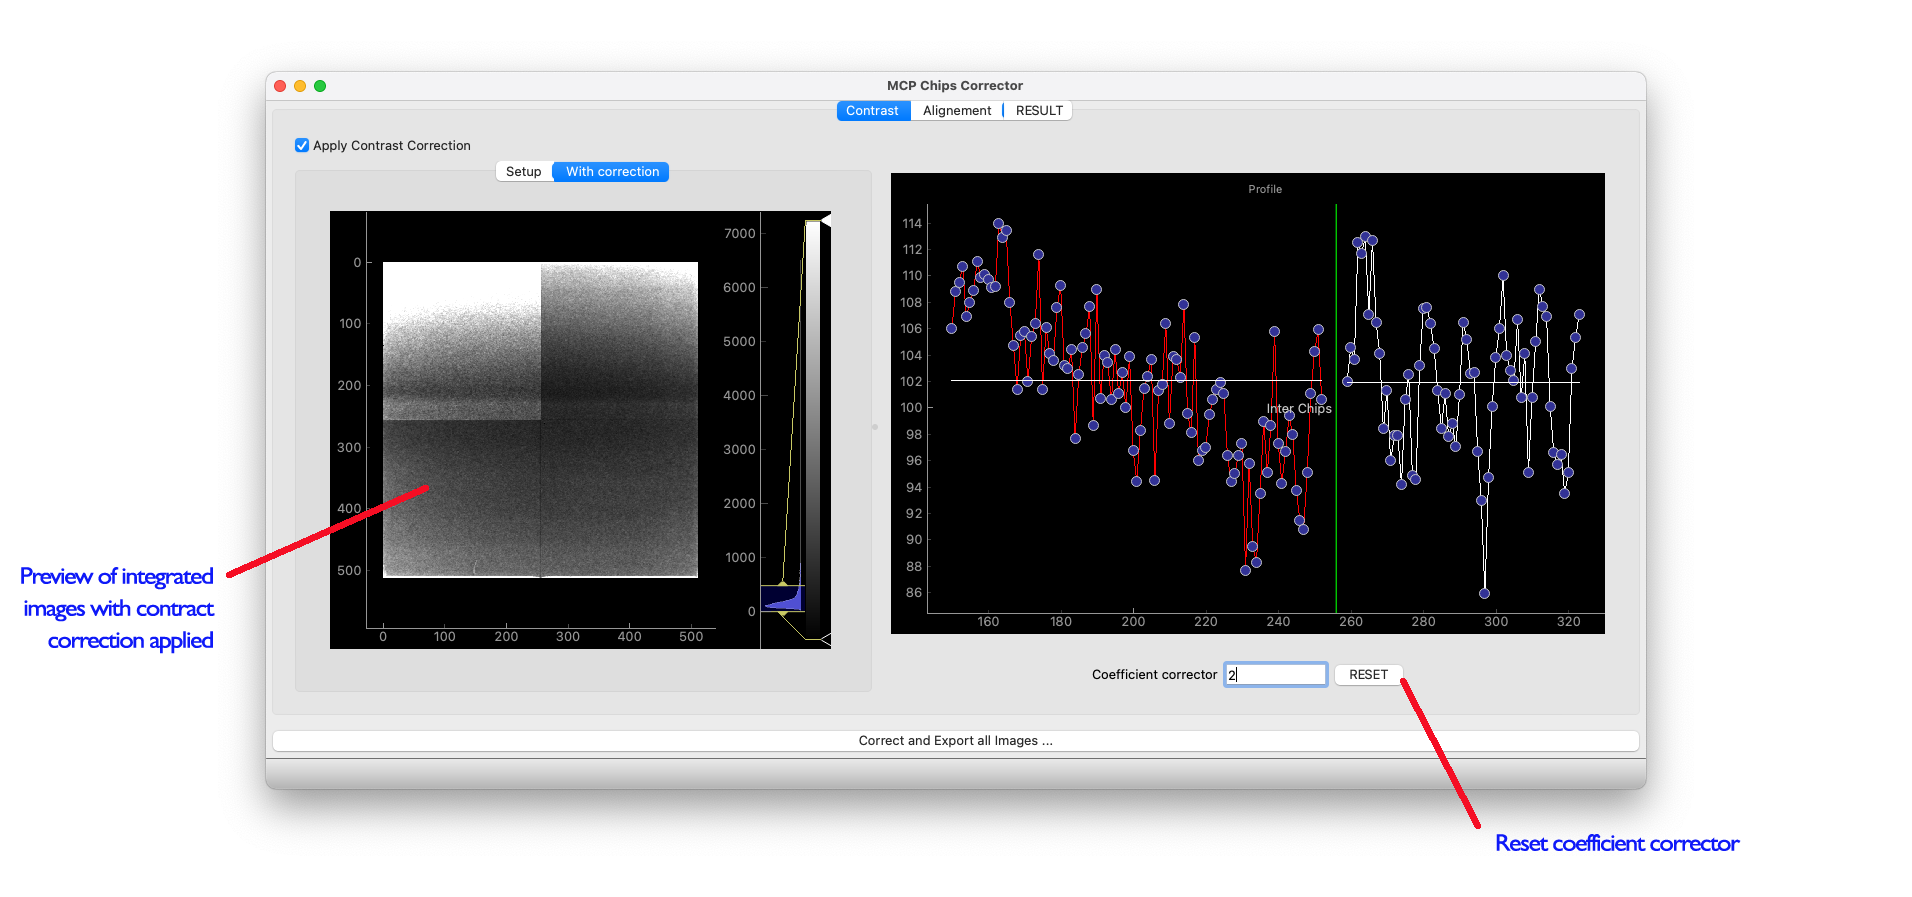 MCP Chips Corrector
Contrast Alignement RESULT
Apply Contrast Correction
Setup With correction
7000
6000
5000
4000
3000
2000
1000
0
0
100
200
300
400
500
0 100 200 300 400 500
Profile
114
112
110
108
106
104
102
100
98
96
94
92
90
88
86
Inter Chips
160 180 200 220 240 260 280 300 320
Coefficient corrector 2 RESET
Correct and Export all Images ...
Preview of integrated
images with contract
correction applied
Reset coefficient corrector